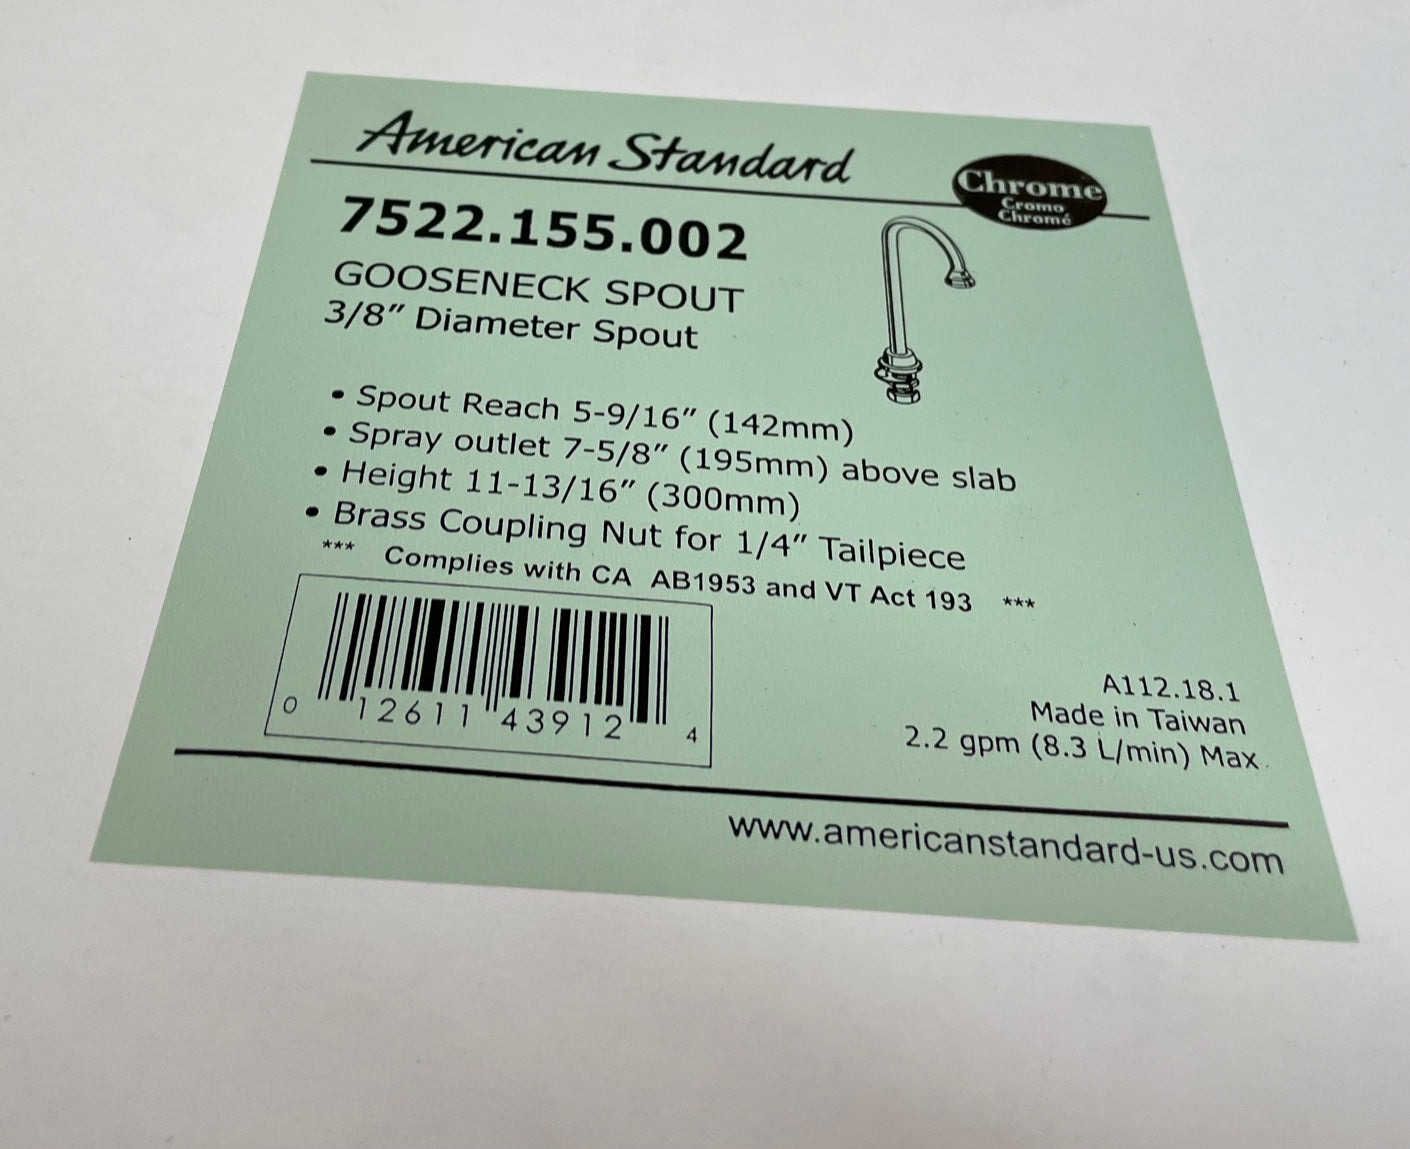 American Standard
Chrome
Cromo
Chromé
7522.155.002
GOOSENECK SPOUT
3/8” Diameter Spout
• Spout Reach 5-9/16” (142mm)
• Spray outlet 7-5/8” (195mm) above slab
• Height 11-13/16” (300mm)
• Brass Coupling Nut for 1/4” Tailpiece
*** Complies with CA AB1953 and VT Act 193 ***
0 12611 43912 4
A112.18.1
Made in Taiwan
2.2 gpm (8.3 L/min) Max
www.americanstandard-us.com